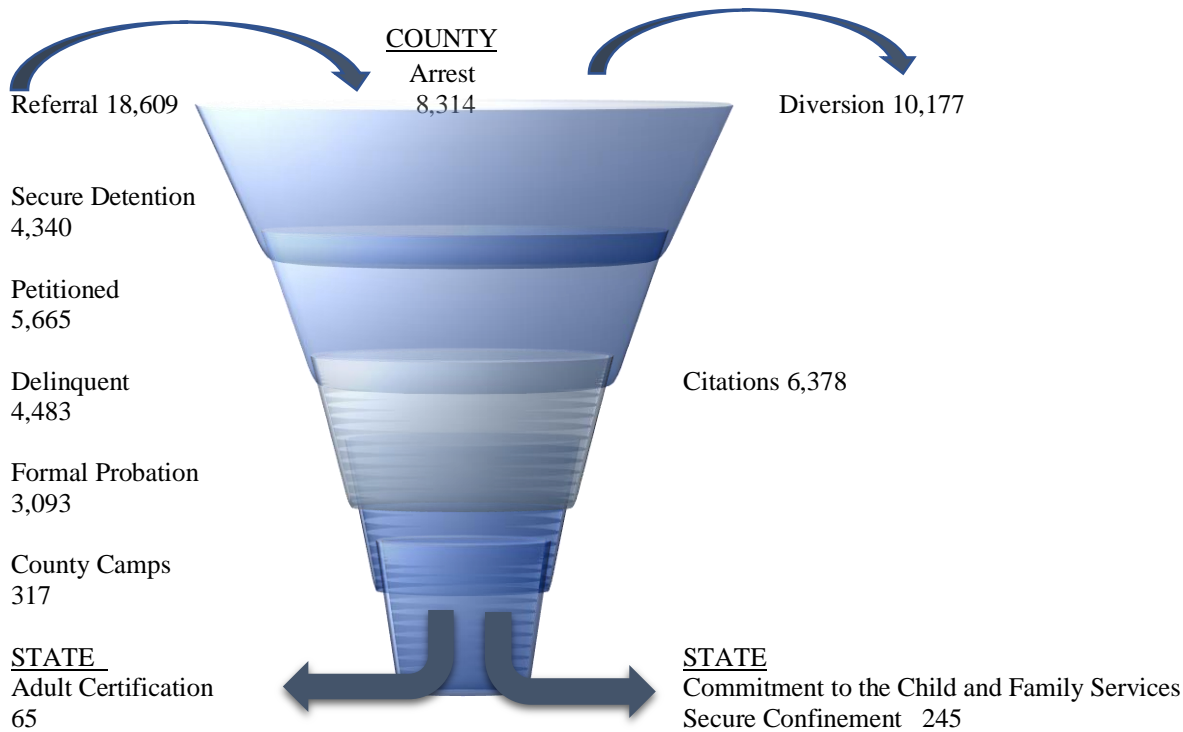 COUNTY
Arrest
8,314
Referral 18,609
Diversion 10,177
Secure Detention
4,340
Petitioned
5,665
Delinquent
4,483
Citations 6,378
Formal Probation
3,093
County Camps
317
STATE
Adult Certification
65
STATE
Commitment to the Child and Family Services
Secure Confinement 245